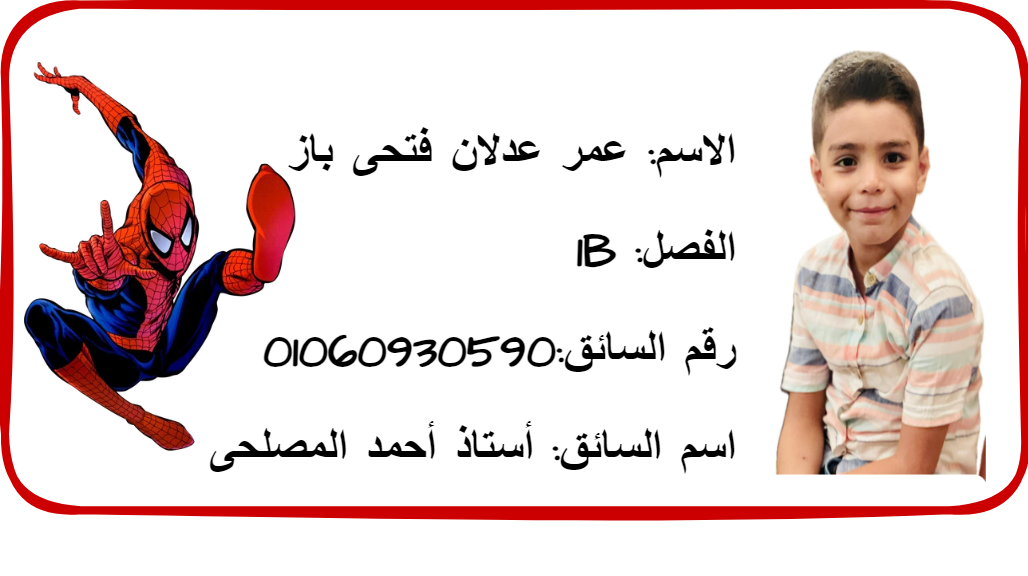 الاسم: عمر عدلان فتحى باز
الفصل: 1B
رقم السائق:01060930590
اسم السائق: أستاذ أحمد المصلحى